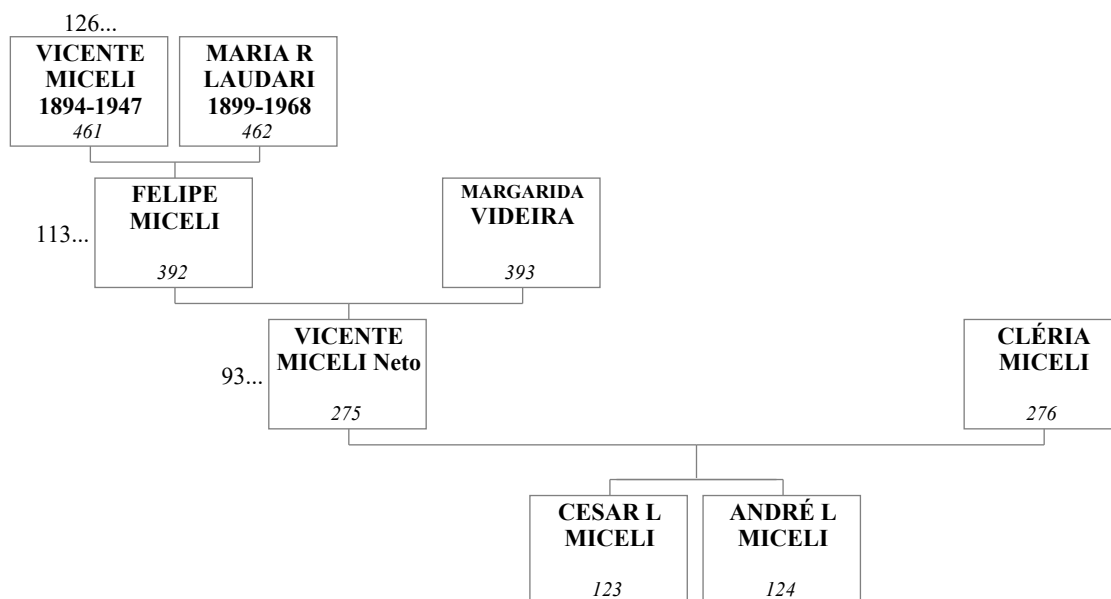 126...
VICENTE
MICELI
1894-1947
461
MARIA R
LAUDARI
1899-1968
462
113...
FELIPE
MICELI
392
MARGARIDA
VIDEIRA
393
93...
VICENTE
MICELI Neto
275
CLÉRIA
MICELI
276
CESAR L
MICELI
123
ANDRÉ L
MICELI
124